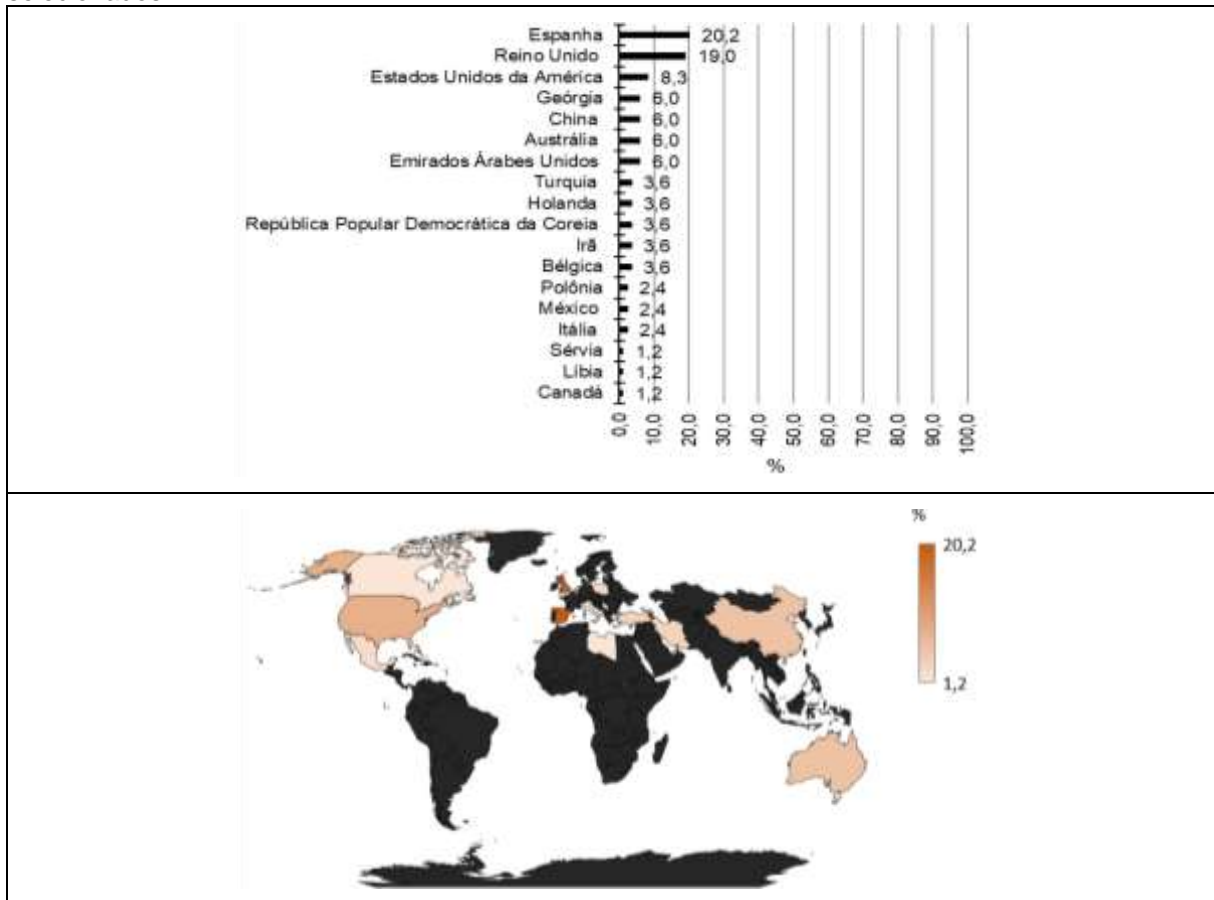 Espanha 20,2
Reino Unido 19,0
Estados Unidos da América 8,3
Geórgia 6,0
China 6,0
Austrália 6,0
Emirados Árabes Unidos 6,0
Turquia 3,6
Holanda 3,6
República Popular Democrática da Coreia 3,6
Irã 3,6
Bélgica 3,6
Polônia 2,4
México 2,4
Itália 2,4
Sérvia 1,2
Líbia 1,2
Canadá 1,2
0,0 10,0 20,0 30,0 40,0 50,0 60,0 70,0 80,0 90,0 100,0
%
%
20,2
1,2